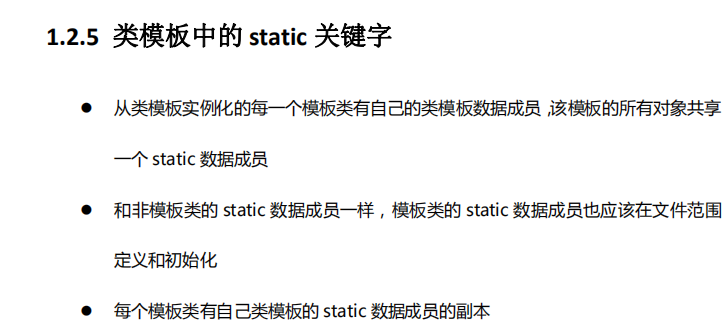 1.2.5 类模板中的 static 关键字
● 从类模板实例化的每一个模板类有自己的类模板数据成员,该模板的所有对象共享
一个 static 数据成员
● 和非模板类的 static 数据成员一样，模板类的 static 数据成员也应该在文件范围
定义和初始化
● 每个模板类有自己类模板的 static 数据成员的副本